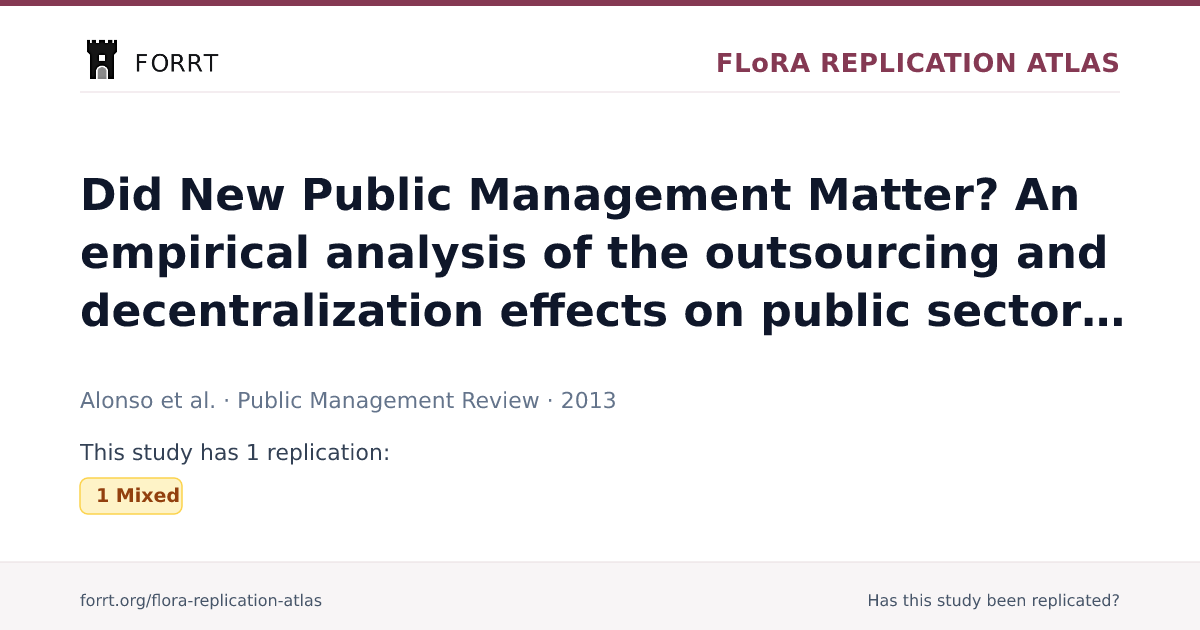 FORRT
FLoRA REPLICATION ATLAS
Did New Public Management Matter? An
empirical analysis of the outsourcing and
decentralization effects on public sector…
Alonso et al. · Public Management Review · 2013
This study has 1 replication:
1 Mixed
forrt.org/flora-replication-atlas
Has this study been replicated?